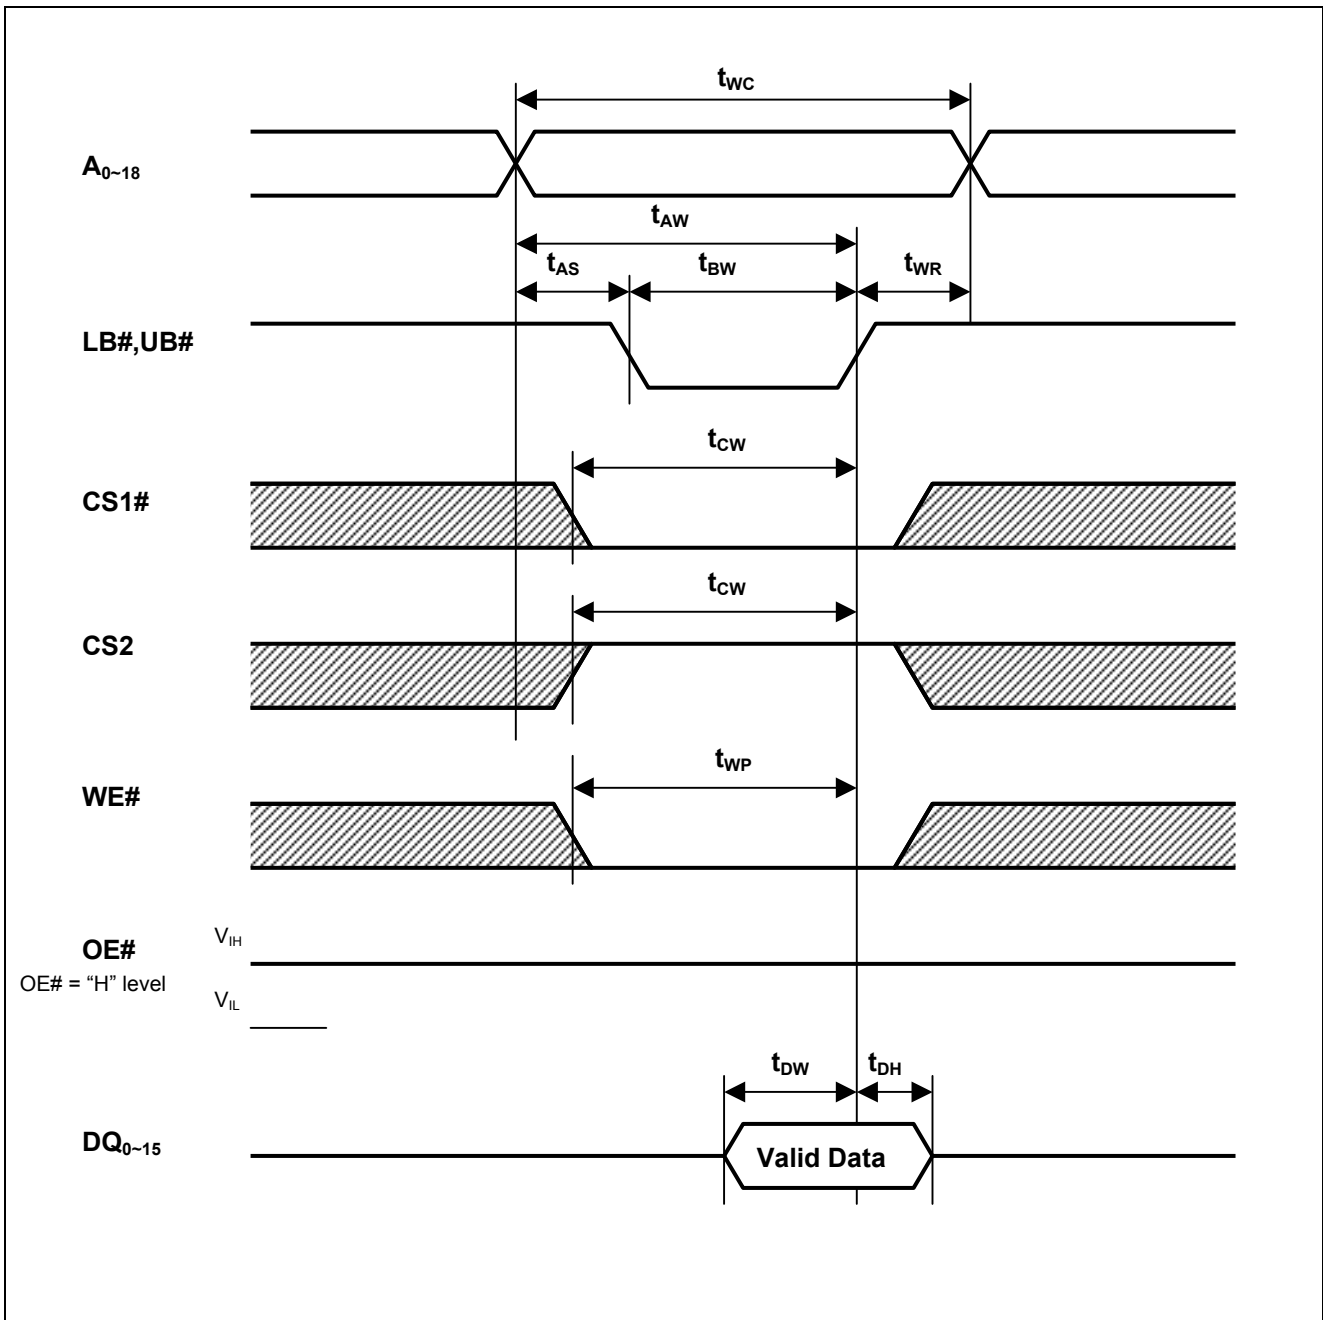 tWC
A0~18
tAW
tAS tBW tWR
LB#,UB#
tCW
CS1#
tCW
CS2
tWP
WE#
VIH
OE#
OE# = “H” level
VIL
tDW tDH
DQ0~15 Valid Data